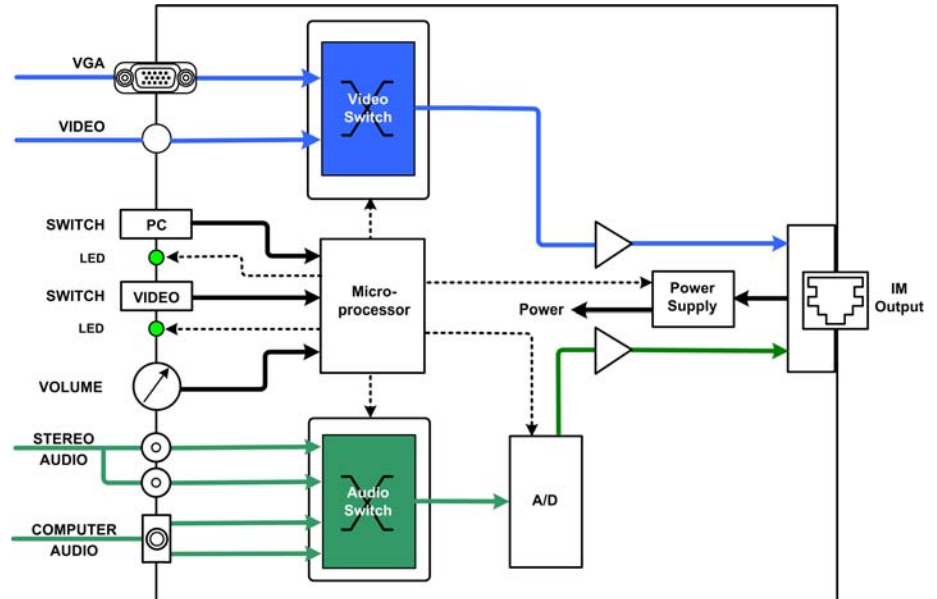 VGA
VIDEO
Video
Switch
SWITCH
PC
LED
SWITCH
VIDEO
LED
VOLUME
Micro-
processor
Power
Power
Supply
IM
Output
STEREO
AUDIO
COMPUTER
AUDIO
Audio
Switch
A/D